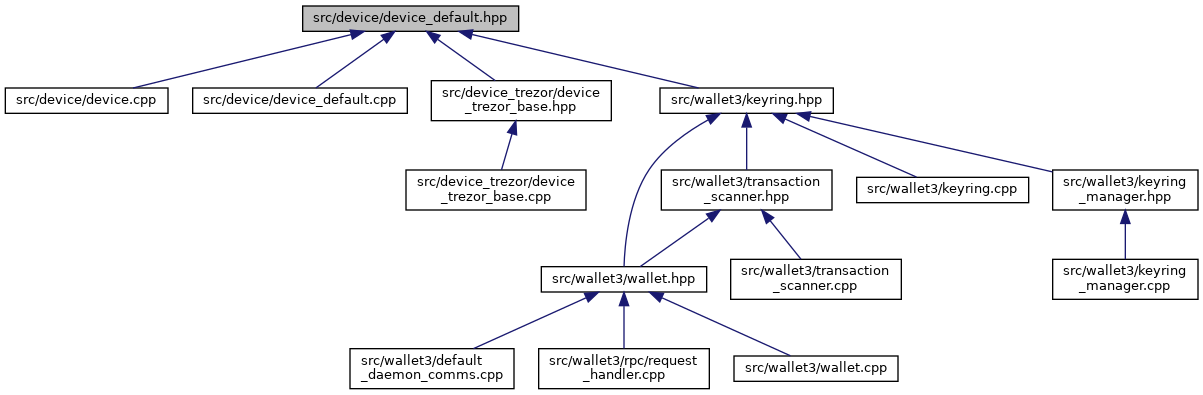 src/device/device_default.hpp
src/device/device.cpp
src/device/device_default.cpp
src/device_trezor/device
_trezor_base.hpp
src/wallet3/keyring.hpp
src/device_trezor/device
_trezor_base.cpp
src/wallet3/transaction
_scanner.hpp
src/wallet3/keyring.cpp
src/wallet3/keyring
_manager.hpp
src/wallet3/wallet.hpp
src/wallet3/transaction
_scanner.cpp
src/wallet3/keyring
_manager.cpp
src/wallet3/default
_daemon_comms.cpp
src/wallet3/rpc/request
_handler.cpp
src/wallet3/wallet.cpp